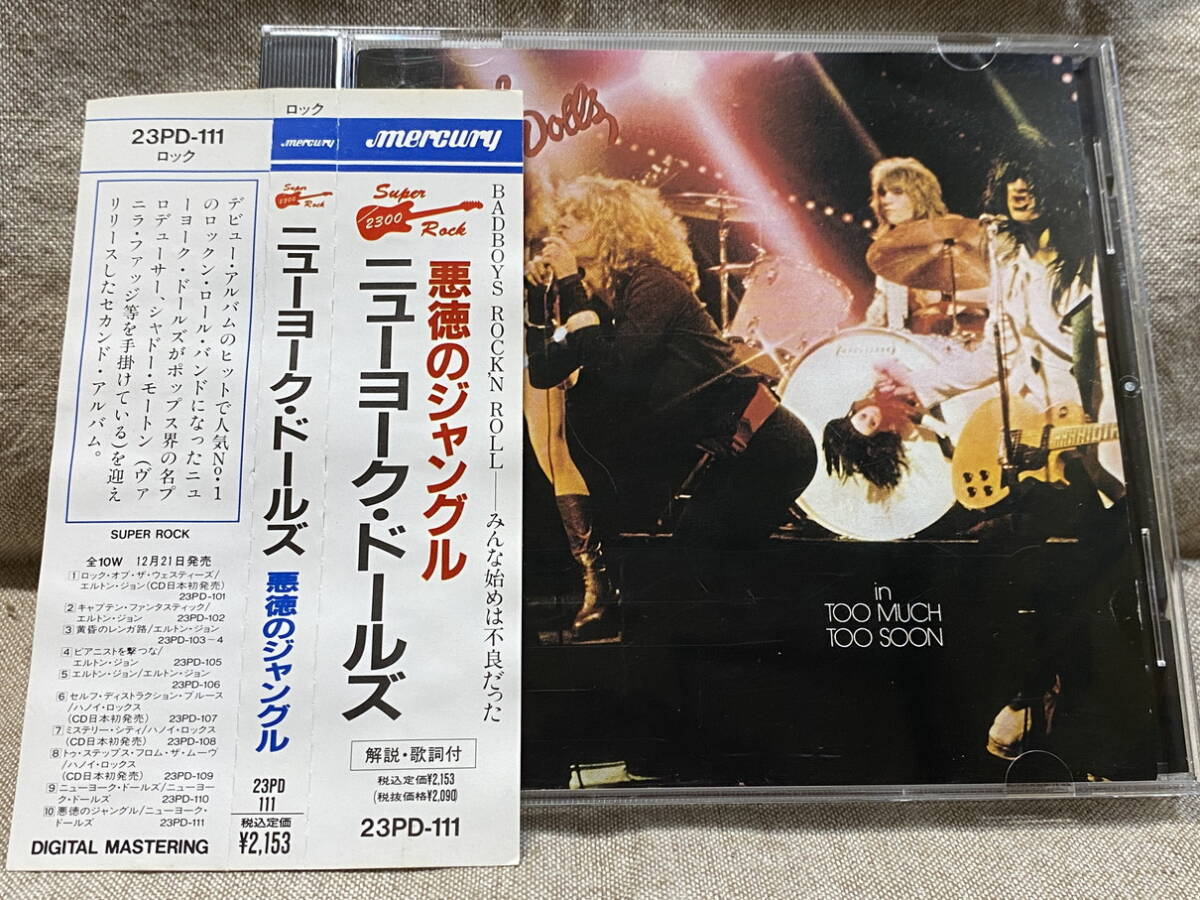 23PD-111
ロック
デビュー・アルバムのヒットで人気No.1
のロックン・ロール・バンドになったニュ
ーヨーク・ドールズがポップス界の名プ
ロデューサー、シャドー・モートン(ヴァ
ニラ・ファッジ等を手掛けている)を迎え
リリースしたセカンド・アルバム。
SUPER ROCK
全10W 12月21日発売
1 ロック・オブ・ザ・ウェスティーズ/
エルトン・ジョン(CD日本初発売)
23PD-101
2 キャプテン・ファンタスティック/
エルトン・ジョン 23PD-102
3 黄昏のレンガ路/エルトン・ジョン
23PD-103〜4
4 ピアニストを撃つな/
エルトン・ジョン 23PD-105
5 エルトン・ジョン/エルトン・ジョン
23PD-106
6 セルフ・ディストラクション・ブルース
/ハノイ・ロックス
(CD日本初発売) 23PD-107
7 ミステリー・シティ/ハノイ・ロックス
(CD日本初発売) 23PD-108
8 トゥ・ステップス・フロム・ザ・ムーヴ
/ハノイ・ロックス
(CD日本初発売) 23PD-109
9 ニューヨーク・ドールズ/ニューヨー
ク・ドールズ 23PD-110
10 悪徳のジャングル/ニューヨーク・
ドールズ 23PD-111
DIGITAL MASTERING
ロック
mercury
Super
2300
Rock
ニューヨーク・ドールズ 悪徳のジャングル
23PD
111
税込定価
¥2,153
mercury
Super
2300
Rock
BADBOYS ROCK'N ROLL──みんな始めは不良だった
悪徳のジャングル
ニューヨーク・ドールズ
解説・歌詞付
税込定価¥2,153
(税抜価格¥2,090)
23PD-111
Dolls
in
TOO MUCH
TOO SOON